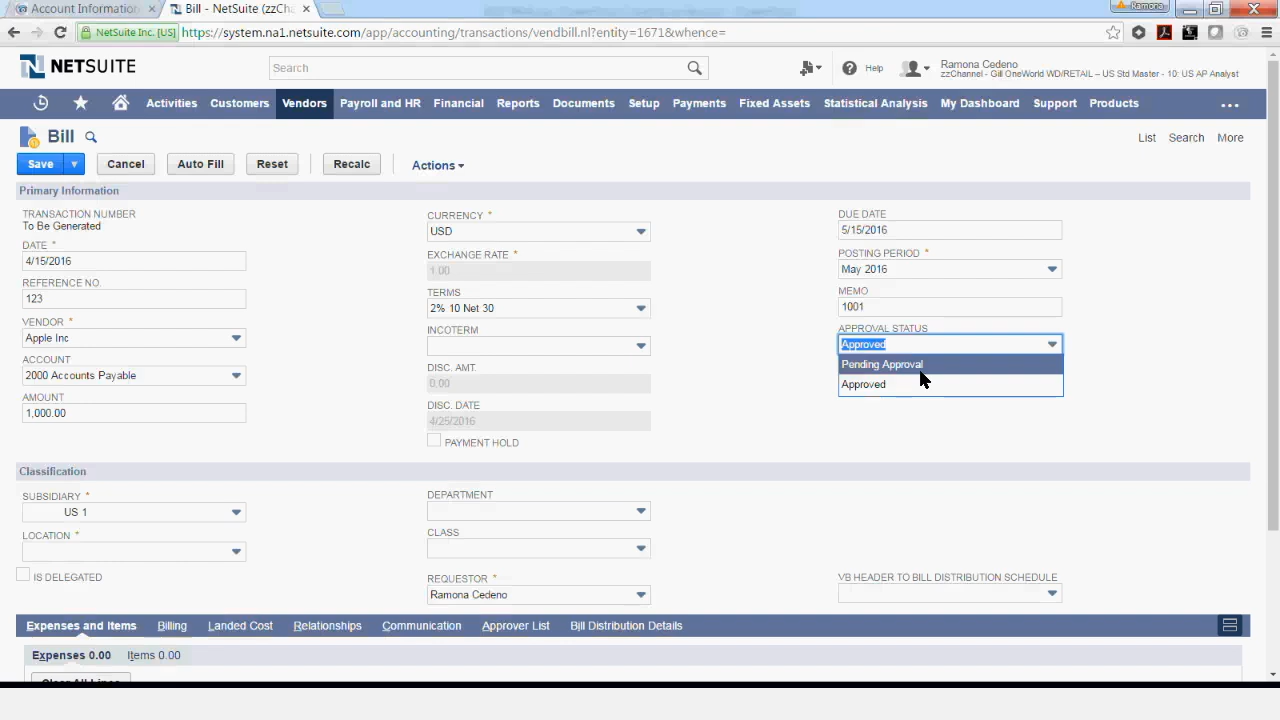 Account Information
Bill - NetSuite (zzCha
Ramona
NetSuite Inc. [US]
https://system.na1.netsuite.com/app/accounting/transactions/vendBill.nl?entity=1671&whence=
NETSUITE
Search
Help
Ramona Cedeno
zzChannel - Gill OneWorld WD/RETAIL – US Std Master - 10: US AP Analyst
Activities Customers Vendors Payroll and HR Financial Reports Documents Setup Payments Fixed Assets Statistical Analysis My Dashboard Support Products
Bill
List Search More
Save Cancel Auto Fill Reset Recalc Actions
Primary Information
TRANSACTION NUMBER
To Be Generated
DATE *
4/15/2016
REFERENCE NO.
123
VENDOR *
Apple Inc
ACCOUNT
2000 Accounts Payable
AMOUNT
1,000.00
CURRENCY *
USD
EXCHANGE RATE *
1.00
TERMS
2% 10 Net 30
INCOTERM
DISC. AMT.
0.00
DISC. DATE
4/25/2016
PAYMENT HOLD
DUE DATE
5/15/2016
POSTING PERIOD *
May 2016
MEMO
1001
APPROVAL STATUS
Approved
Pending Approval
Approved
Classification
SUBSIDIARY *
US 1
LOCATION *
IS DELEGATED
DEPARTMENT
CLASS
REQUESTOR *
Ramona Cedeno
VB HEADER TO BILL DISTRIBUTION SCHEDULE
Expenses and Items Billing Landed Cost Relationships Communication Approver List Bill Distribution Details
Expenses 0.00 Items 0.00